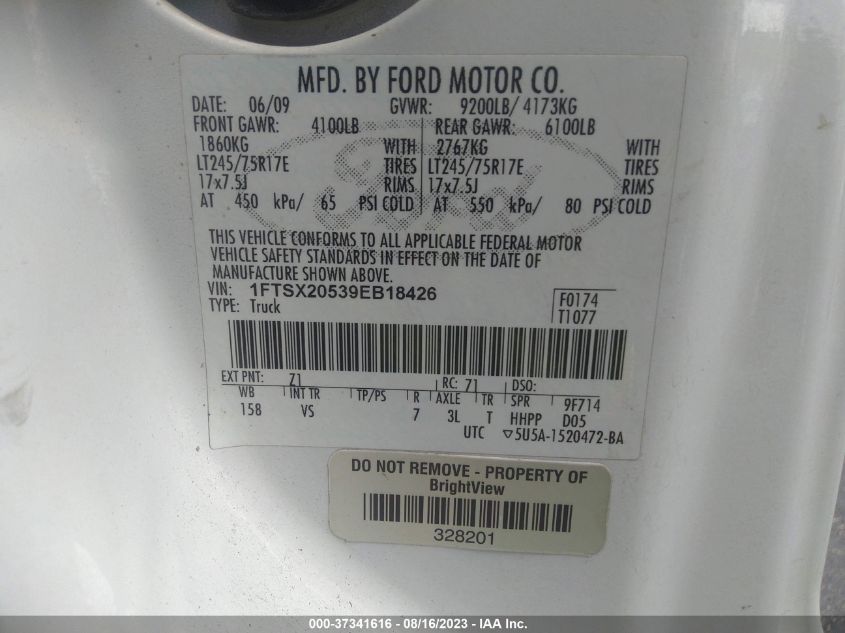 MFD. BY FORD MOTOR CO.
DATE: 06/09 GVWR: 9200LB/ 4173KG
FRONT GAWR: 4100LB REAR GAWR: 6100LB
1860KG WITH 2767KG WITH
LT245/75R17E TIRES LT245/75R17E TIRES
17x7.5J RIMS 17x7.5J RIMS
AT 450 kPa/ 65 PSI COLD AT 550 kPa/ 80 PSI COLD
THIS VEHICLE CONFORMS TO ALL APPLICABLE FEDERAL MOTOR
VEHICLE SAFETY STANDARDS IN EFFECT ON THE DATE OF
MANUFACTURE SHOWN ABOVE.
VIN: 1FTSX20539EB18426 F0174
TYPE: Truck T1077
EXT PNT: Z1 RC: 71 DSO:
WB INT TR TP/PS R AXLE TR SPR 9F714
158 VS 7 3L T HHPP D05
UTC ▽5U5A-1520472-BA
DO NOT REMOVE - PROPERTY OF
BrightView
328201
000-37341616 - 08/16/2023 - IAA Inc.